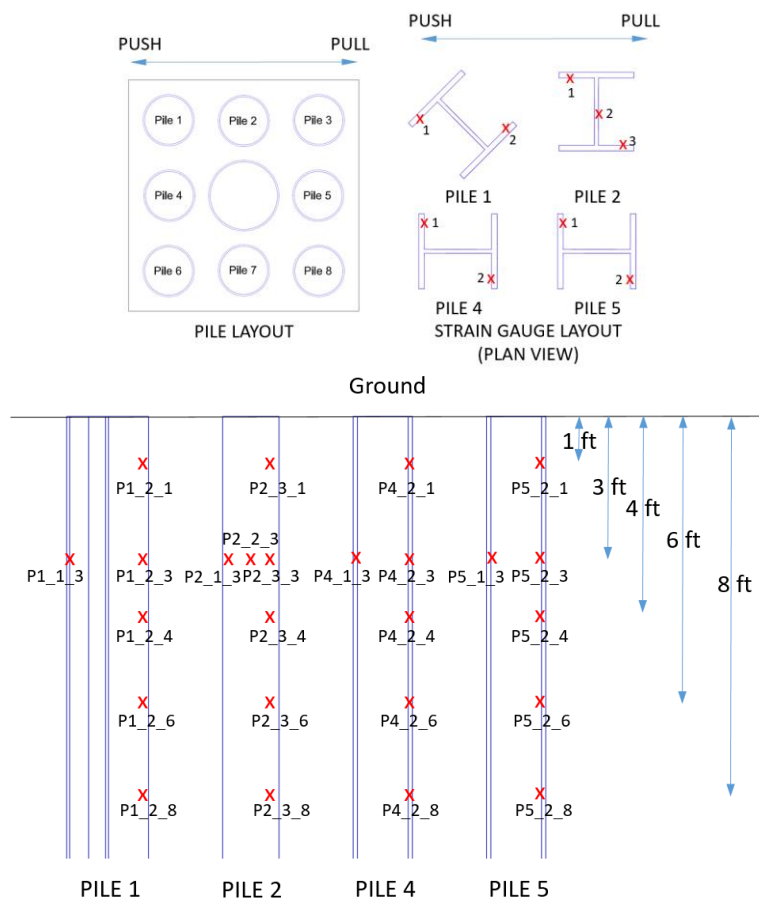 PUSH PULL
PUSH PULL
Pile 1 Pile 2 Pile 3
Pile 4 Pile 5
Pile 6 Pile 7 Pile 8
PILE LAYOUT
1
2
PILE 1
1
2
3
PILE 2
1
2
PILE 4
1
2
PILE 5
STRAIN GAUGE LAYOUT
(PLAN VIEW)
Ground
1 ft
3 ft
4 ft
6 ft
8 ft
X X X X
P1_2_1 P2_3_1 P4_2_1 P5_2_1
P2_2_3
X X X X X X X X X
P1_1_3 P1_2_3 P2_1_3 P2_3_3 P4_1_3 P4_2_3 P5_1_3 P5_2_3
X X X X
P1_2_4 P2_3_4 P4_2_4 P5_2_4
X X X X
P1_2_6 P2_3_6 P4_2_6 P5_2_6
X X X X
P1_2_8 P2_3_8 P4_2_8 P5_2_8
PILE 1 PILE 2 PILE 4 PILE 5